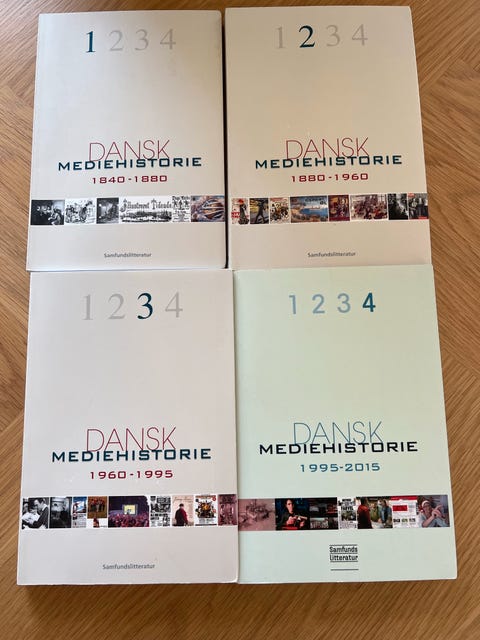 1 2 3 4
DANSK
MEDIEHISTORIE
1840-1880
Samfundslitteratur
1 2 3 4
DANSK
MEDIEHISTORIE
1880-1960
Samfundslitteratur
1 2 3 4
DANSK
MEDIEHISTORIE
1960-1995
Samfundslitteratur
1 2 3 4
DANSK
MEDIEHISTORIE
1995-2015
Samfunds
litteratur